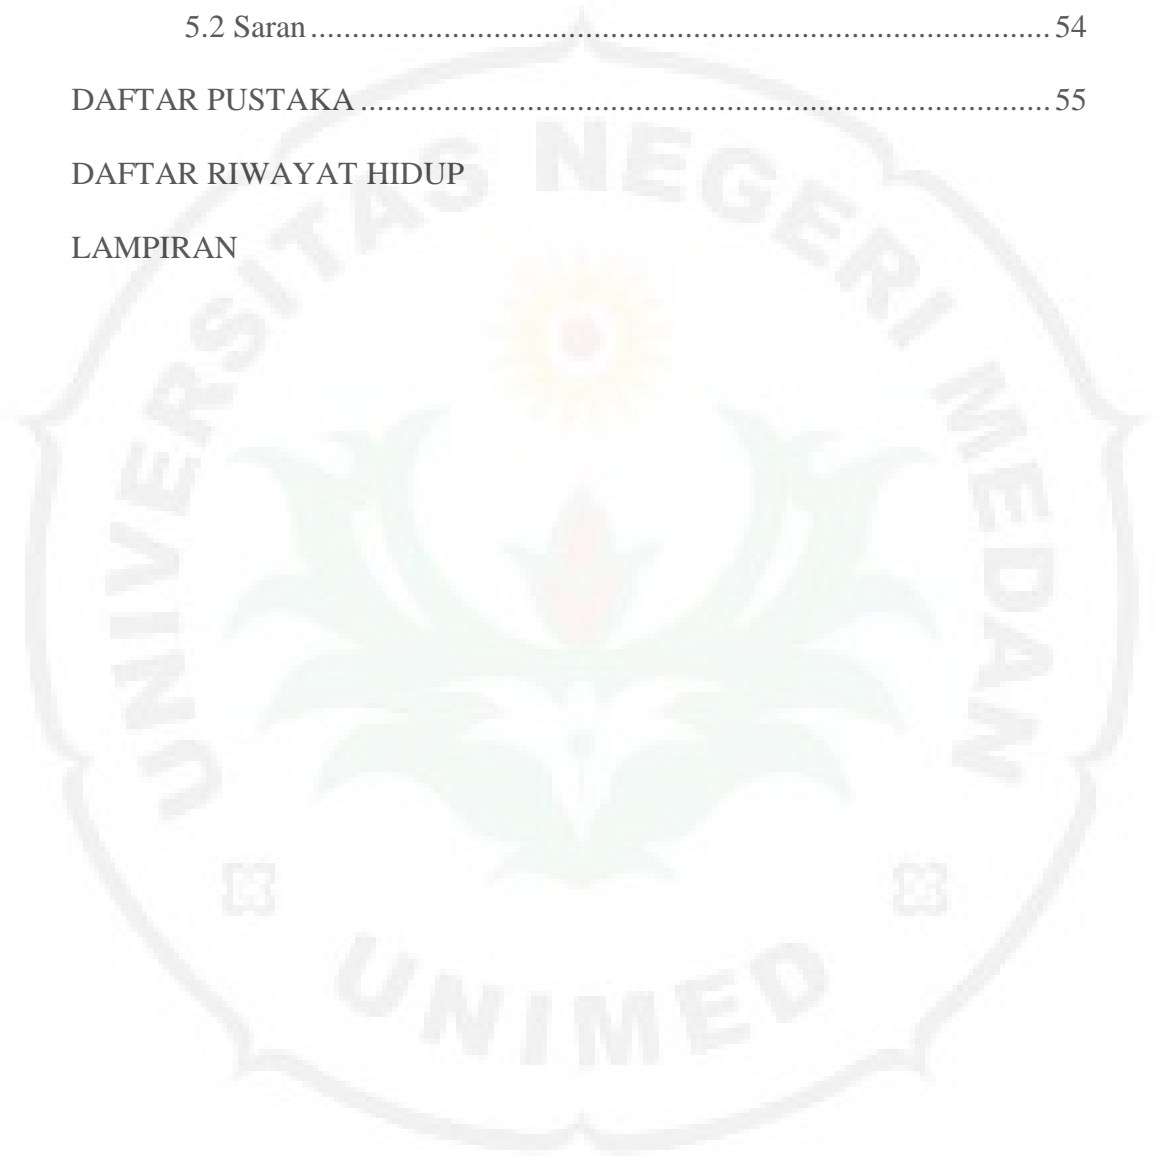 5.2 Saran ........................................................................................ 54
DAFTAR PUSTAKA ................................................................................... 55
DAFTAR RIWAYAT HIDUP
LAMPIRAN
UNIVERSITAS NEGERI MEDAN
UNIMED